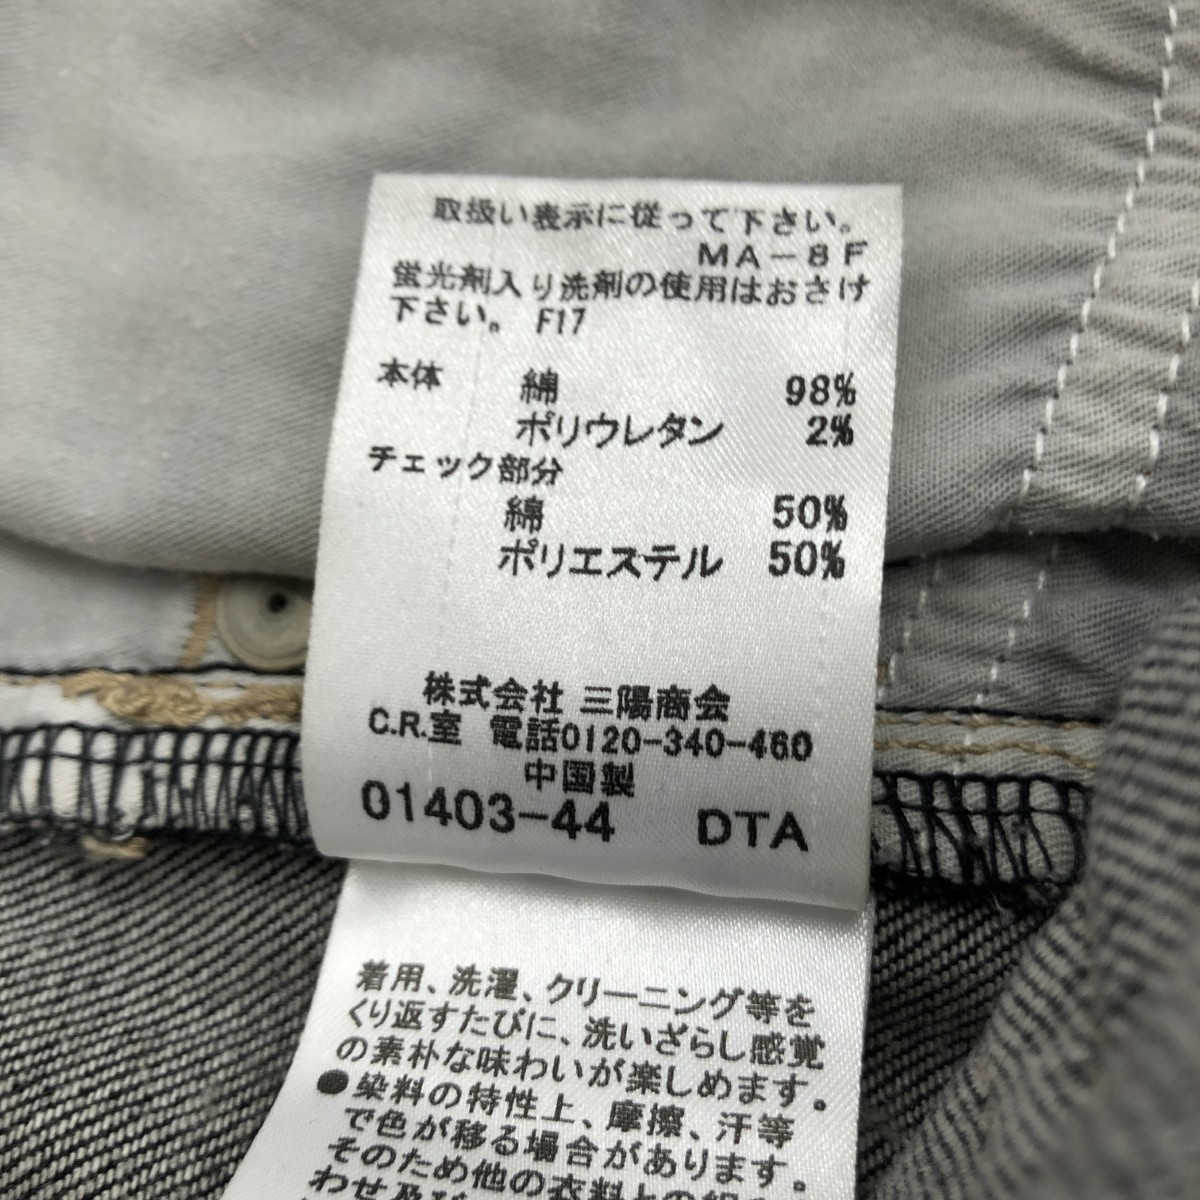 取扱い表示に従って下さい。
MA-8F
蛍光剤入り洗剤の使用はおさけ
下さい。 F17
本体 綿 98%
ポリウレタン 2%
チェック部分
綿 50%
ポリエステル 50%
株式会社 三陽商会
C.R.室 電話0120-340-460
中国製
01403-44 DTA
着用、洗濯、クリーニング等を
くり返すたびに、洗いざらし感覚
の素朴な味わいが楽しめます。
●染料の特性上、摩擦、汗等
で色が移る場合があります。
そのため他の衣料との組
わせ及び